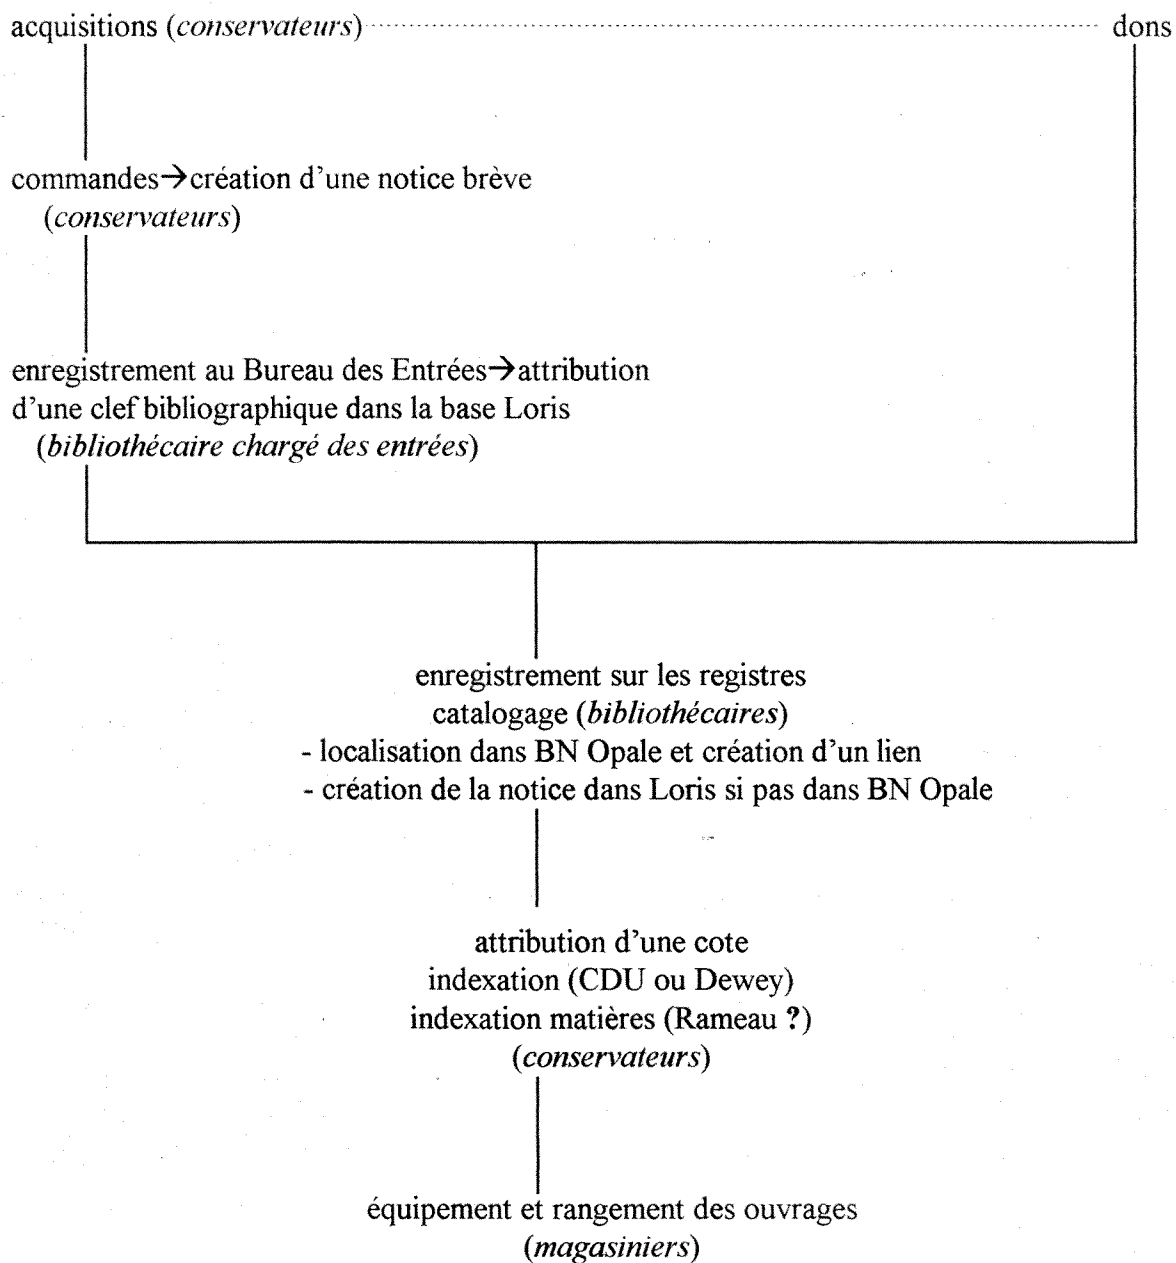 acquisitions (conservateurs) dons
commandes→création d'une notice brève
(conservateurs)
enregistrement au Bureau des Entrées→attribution
d'une clef bibliographique dans la base Loris
(bibliothécaire chargé des entrées)
enregistrement sur les registres
catalogage (bibliothécaires)
- localisation dans BN Opale et création d'un lien
- création de la notice dans Loris si pas dans BN Opale
attribution d'une cote
indexation (CDU ou Dewey)
indexation matières (Rameau ?)
(conservateurs)
équipement et rangement des ouvrages
(magasiniers)